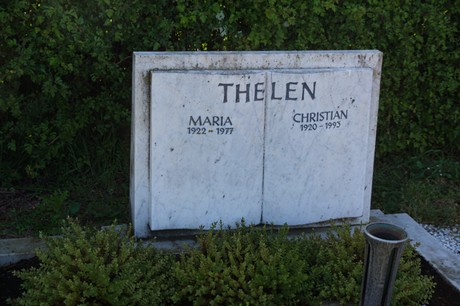 THELEN
MARIA
1922 - 1977
CHRISTIAN
1920 - 1993